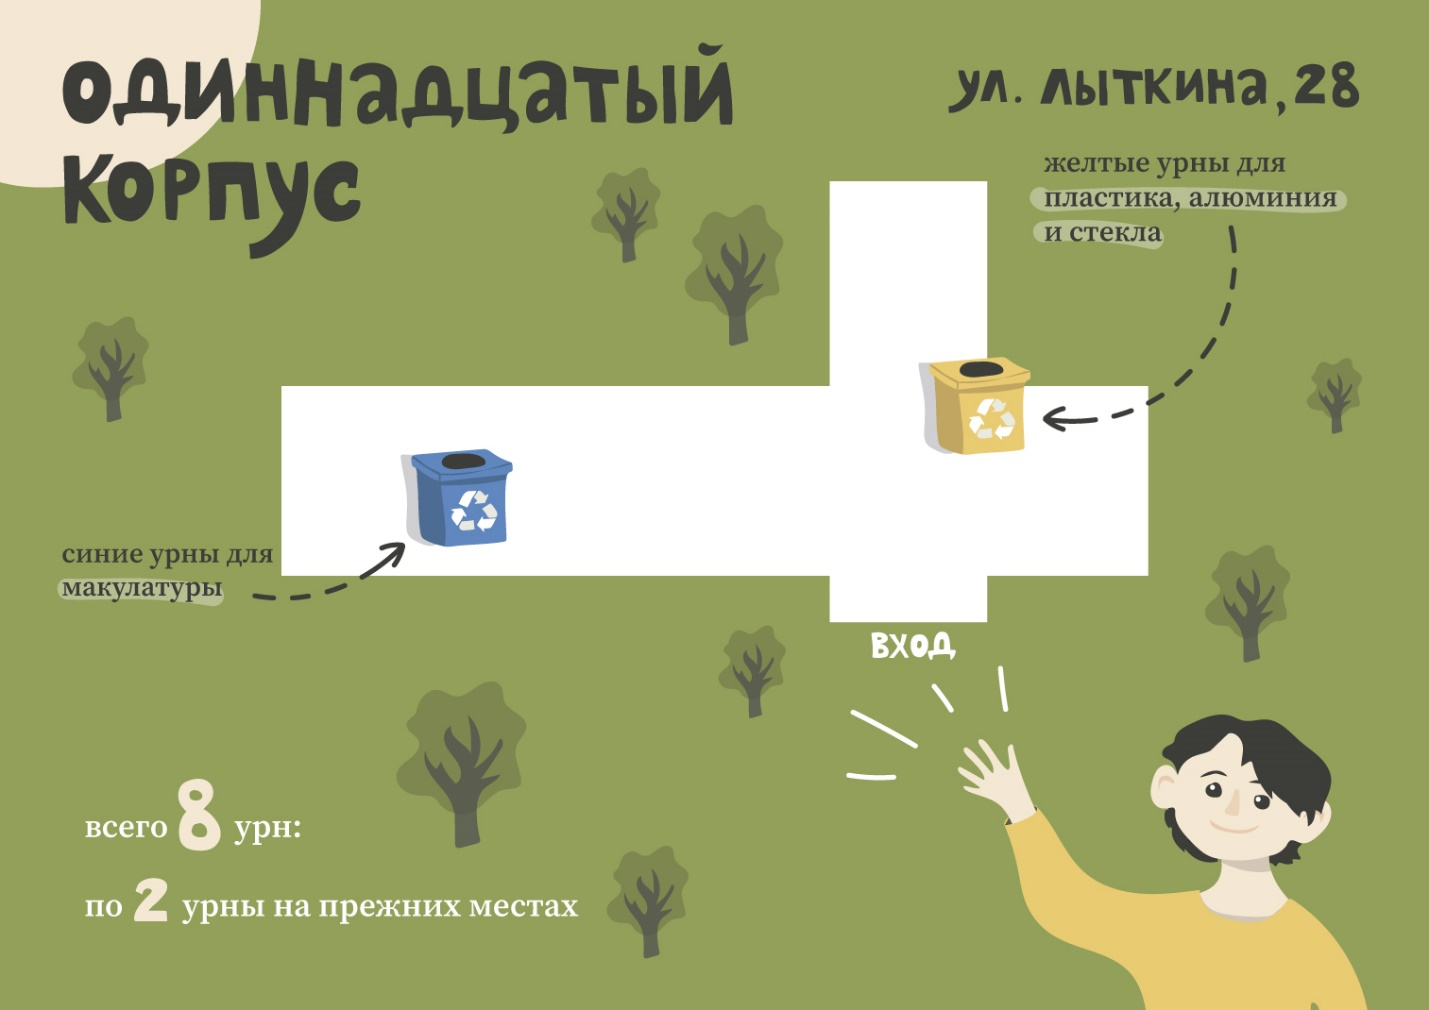 одиннадцатый
корпус
ул. лыткина, 28
желтые урны для
пластика, алюминия
и стекла
синие урны для
макулатуры
вход
всего 8 урн:
по 2 урны на прежних местах